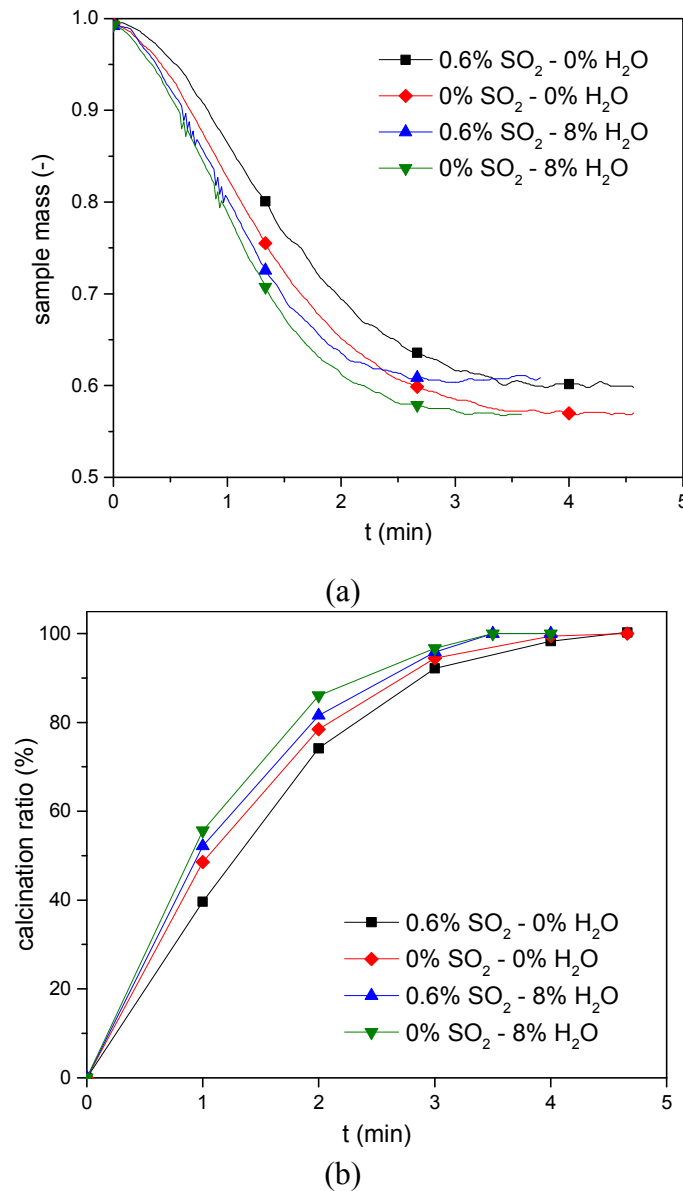 1.0
0.9
0.8
0.7
0.6
0.5
sample mass (-)
0.6% SO₂ - 0% H₂O
0% SO₂ - 0% H₂O
0.6% SO₂ - 8% H₂O
0% SO₂ - 8% H₂O
0 1 2 3 4 5
t (min)
(a)
100
80
60
40
20
0
calcination ratio (%)
0.6% SO₂ - 0% H₂O
0% SO₂ - 0% H₂O
0.6% SO₂ - 8% H₂O
0% SO₂ - 8% H₂O
0 1 2 3 4 5
t (min)
(b)